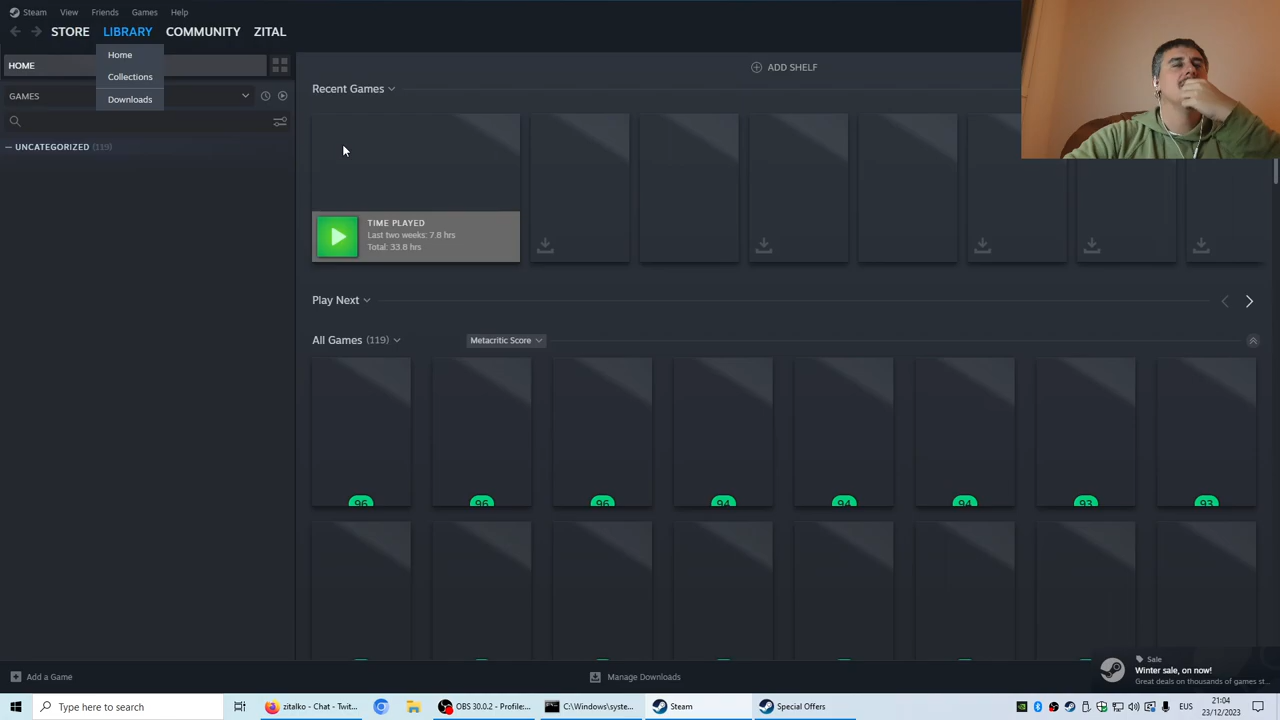 Steam View Friends Games Help
STORE LIBRARY COMMUNITY ZITAL
Home
Collections
Downloads
HOME
GAMES
UNCATEGORIZED (119)
ADD SHELF
Recent Games
TIME PLAYED
Last two weeks: 7.8 hrs
Total: 33.8 hrs
Play Next
All Games (119) Metacritic Score
96 96 96 94 94 94 93 93
Add a Game
Manage Downloads
Sale
Winter sale, on now!
Great deals on thousands of games st...
Type here to search
zitalko - Chat - Twit...
OBS 30.0.2 - Profile:...
C:\Windows\syste...
Steam
Special Offers
ENG
21:04
23/12/2023